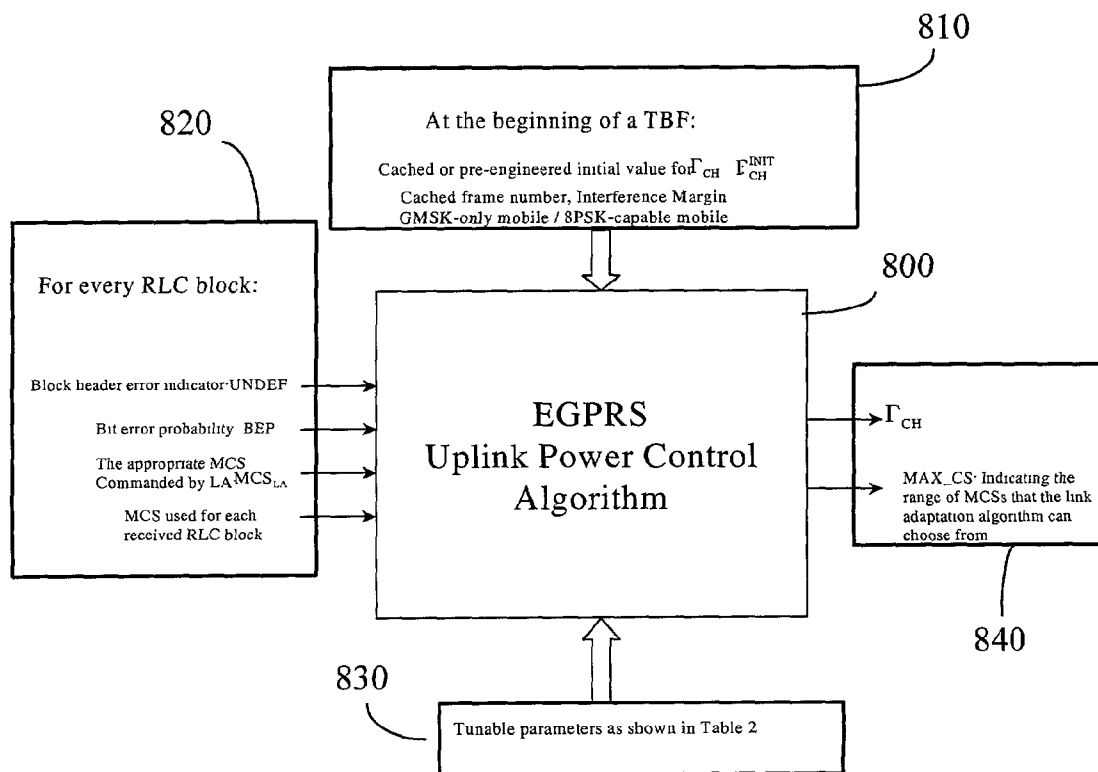 810
At the beginning of a TBF:
Cached or pre-engineered initial value for Γ_CH Γ_CH^INIT
Cached frame number, Interference Margin
GMSK-only mobile / 8PSK-capable mobile
820
For every RLC block:
Block header error indicator·UNDEF
Bit error probability BEP
The appropriate MCS
Commanded by LA MCS_LA
MCS used for each
received RLC block
800
EGPRS
Uplink Power Control
Algorithm
Γ_CH
MAX_CS· Indicating the
range of MCSs that the link
adaptation algorithm can
choose from
840
830
Tunable parameters as shown in Table 2